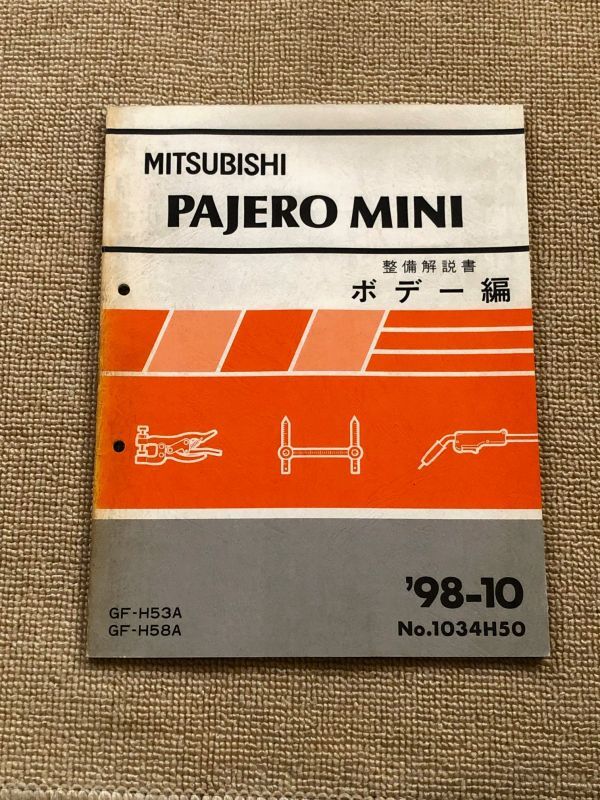 MITSUBISHI
PAJERO MINI
整備解説書
ボデー編
GF-H53A
GF-H58A
'98-10
No.1034H50